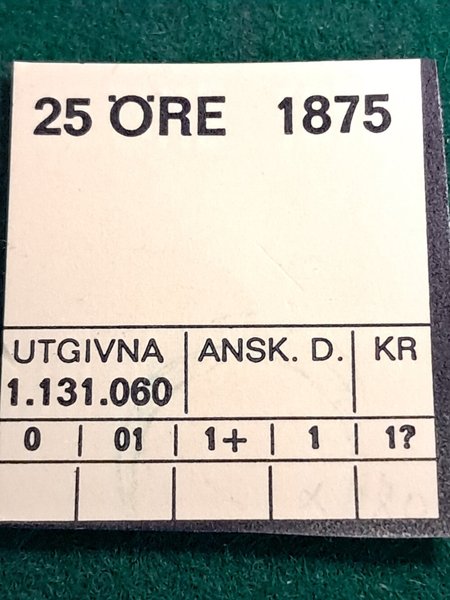 25 ÖRE 1875
UTGIVNA ANSK. D. KR
1.131.060
0 01 1+ 1 1?